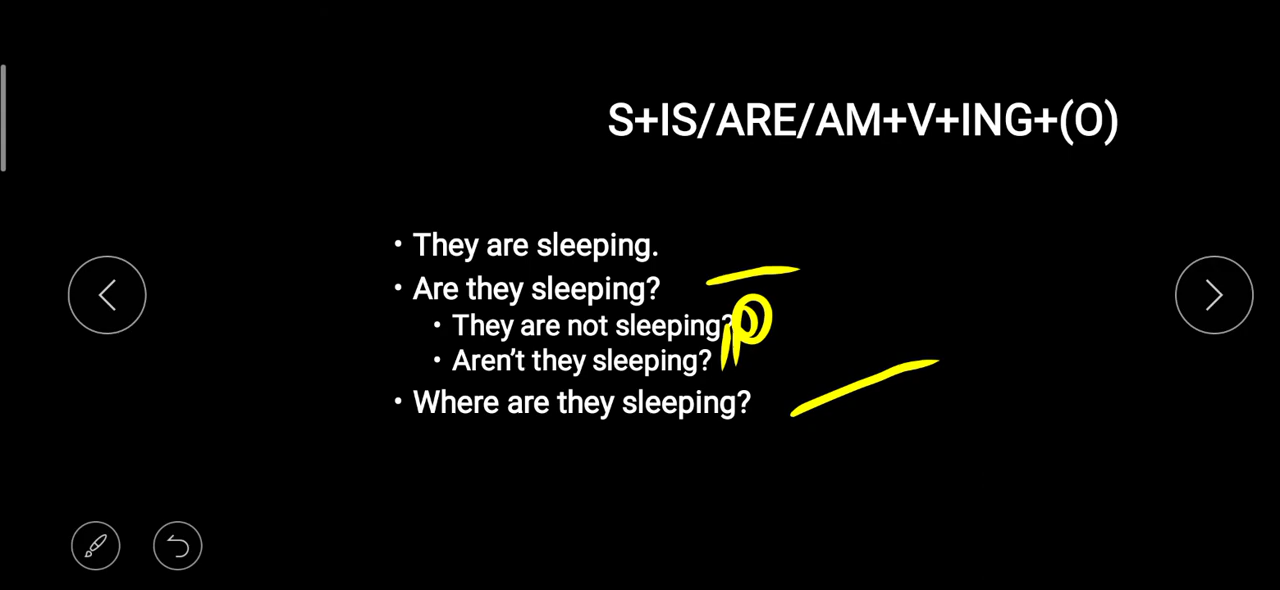 S+IS/ARE/AM+V+ING+(O)
• They are sleeping.
• Are they sleeping?
• They are not sleeping?
• Aren’t they sleeping?
• Where are they sleeping?